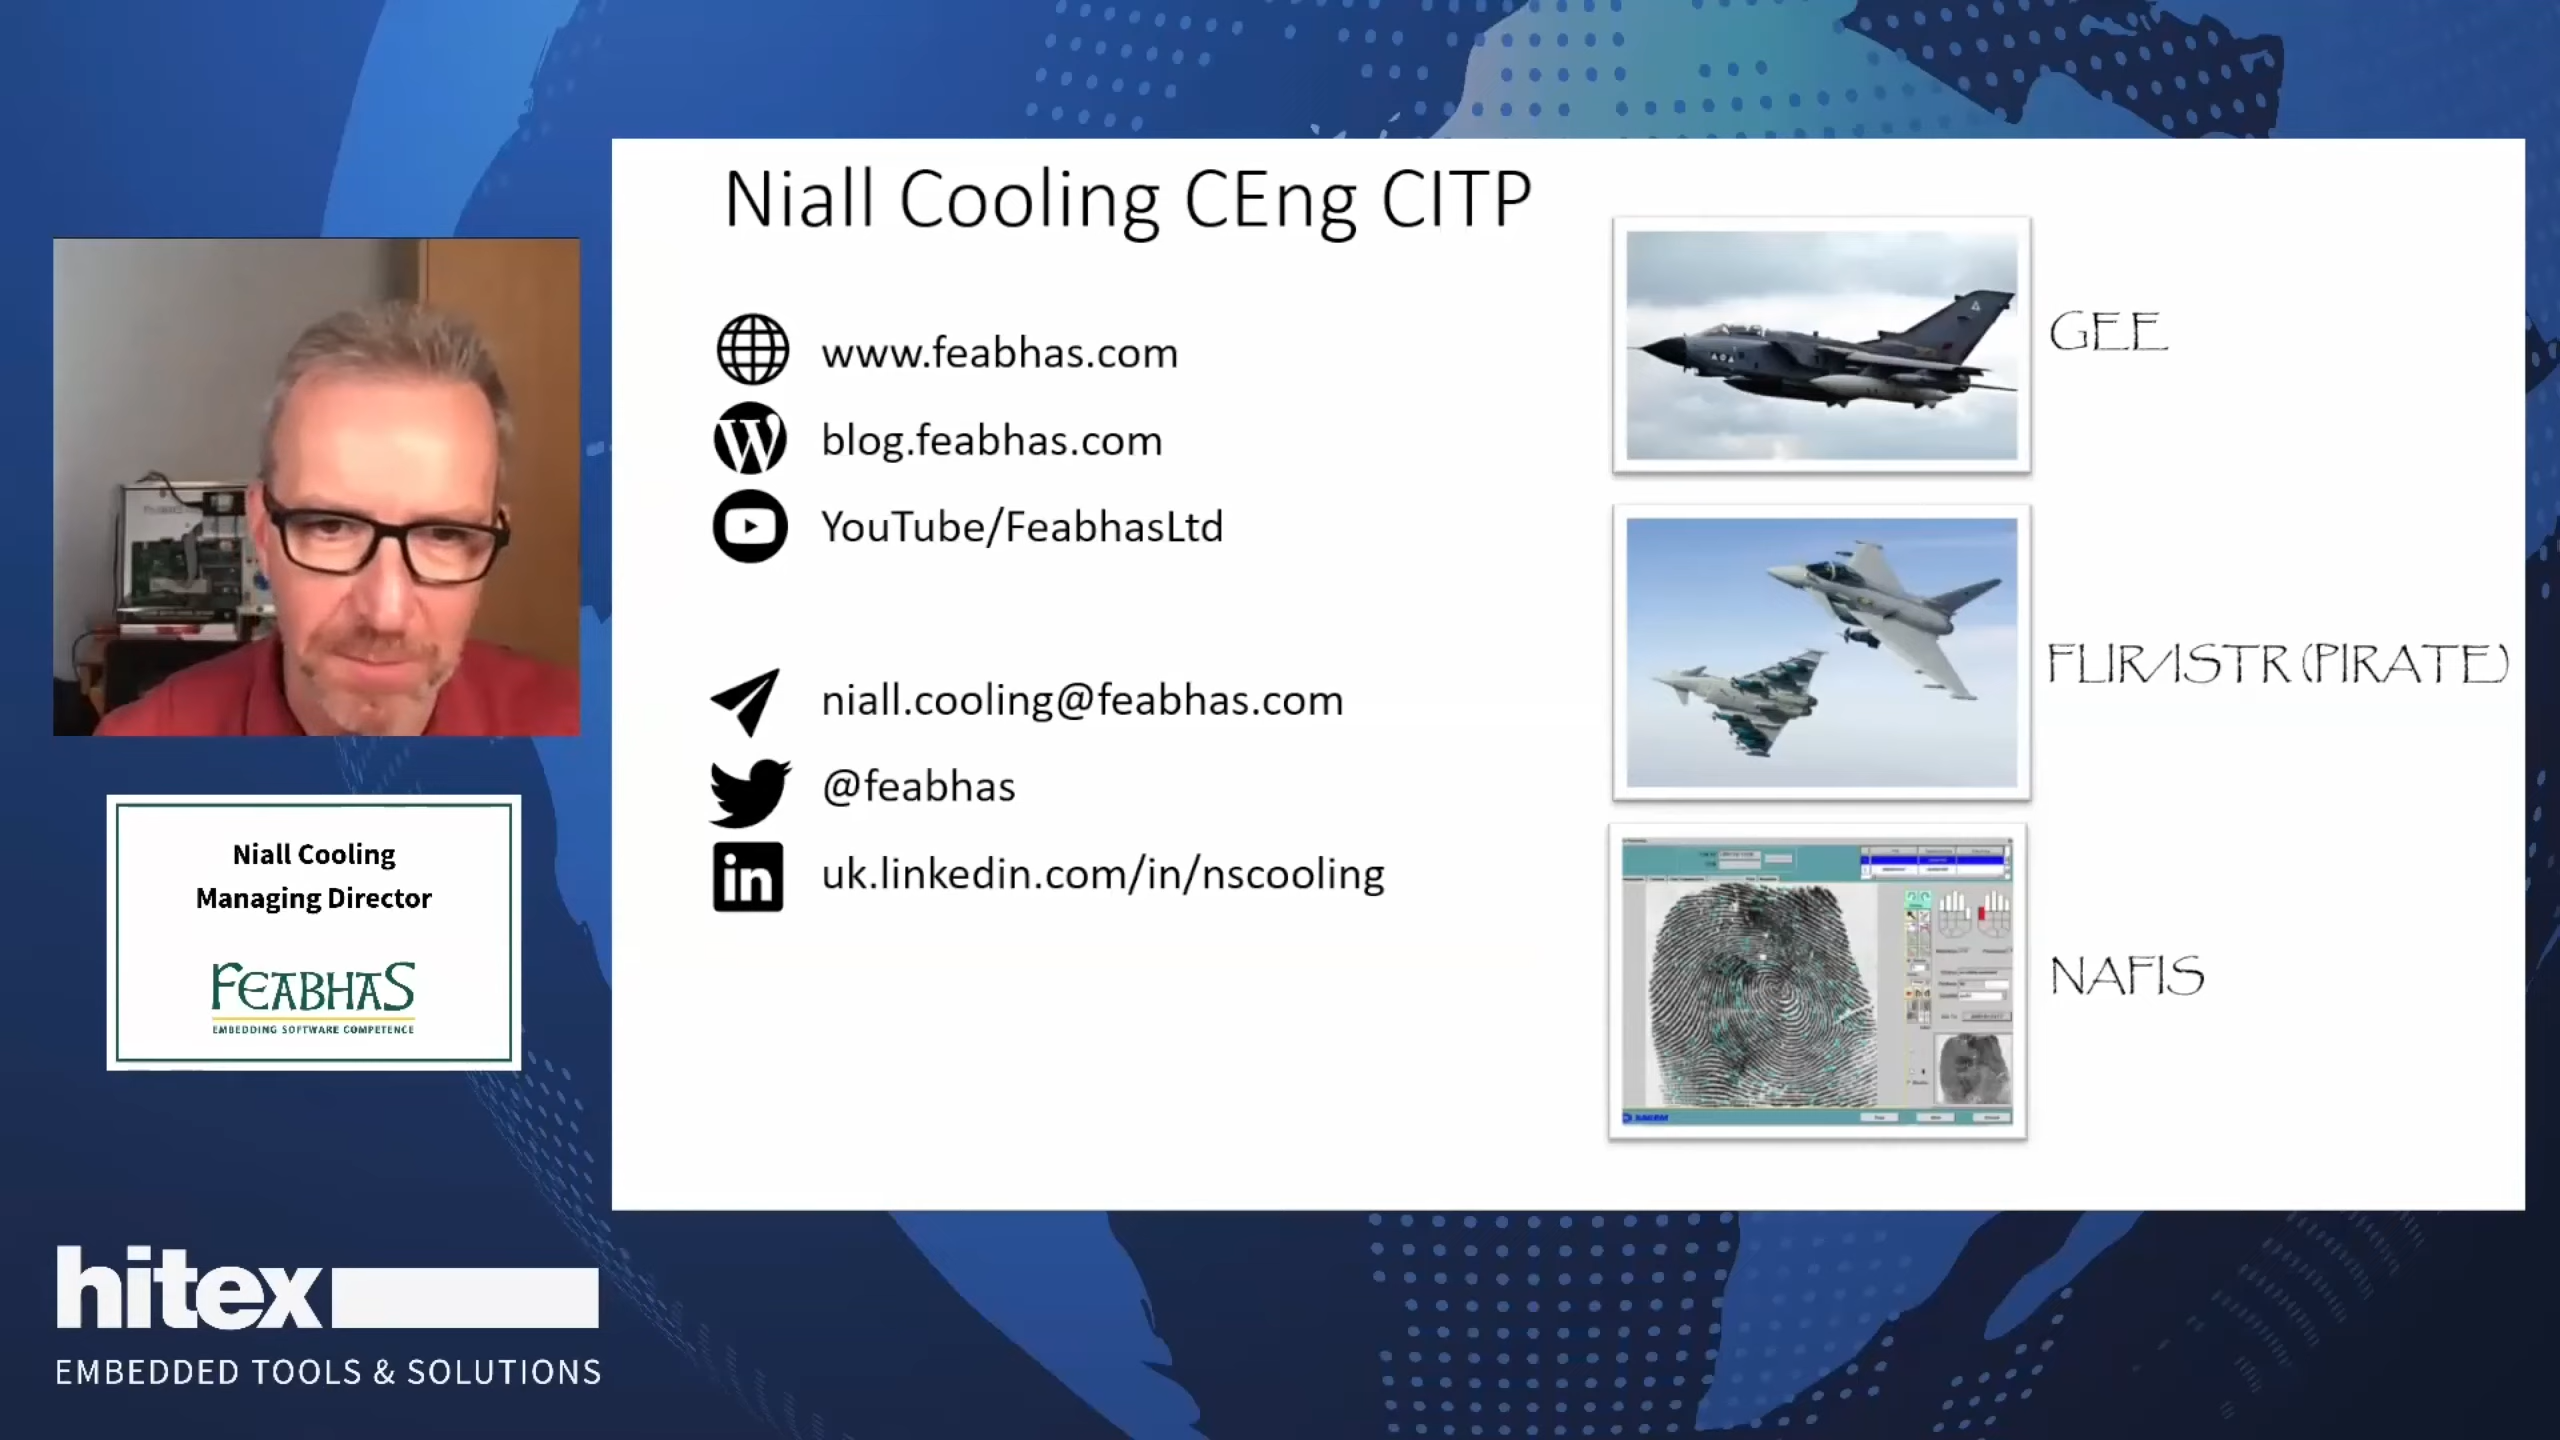 Niall Cooling CEng CITP
www.feabhas.com
blog.feabhas.com
YouTube/FeabhasLtd
niall.cooling@feabhas.com
@feabhas
in
uk.linkedin.com/in/nscooling
GEE
FLIR/ISTR (PIRATE)
NAFIS
Niall Cooling
Managing Director
FEABHAS
EMBEDDING SOFTWARE COMPETENCE
hitex
EMBEDDED TOOLS & SOLUTIONS